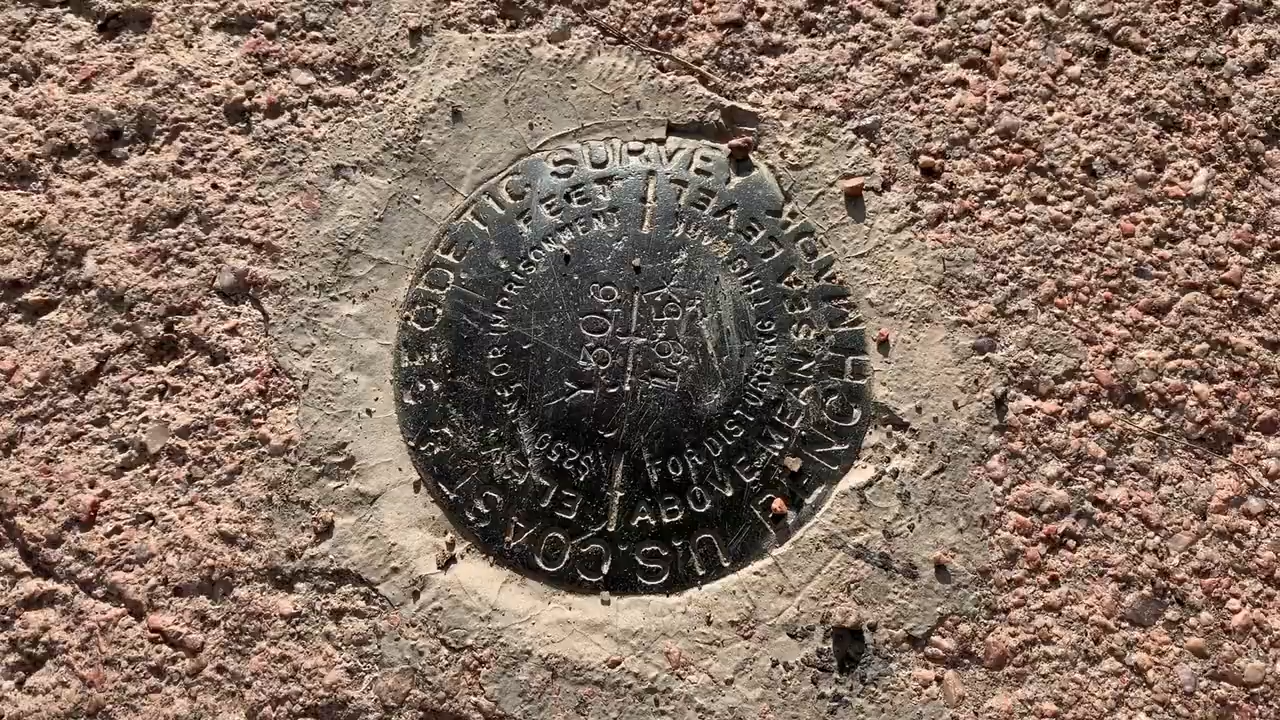 U.S. COAST & GEODETIC SURVEY
BENCH MARK
$250 FINE OR IMPRISONMENT
FOR DISTURBING THIS MARK
ELEV.
FEET
ABOVE MEAN SEA LEVEL
Y 306
1951